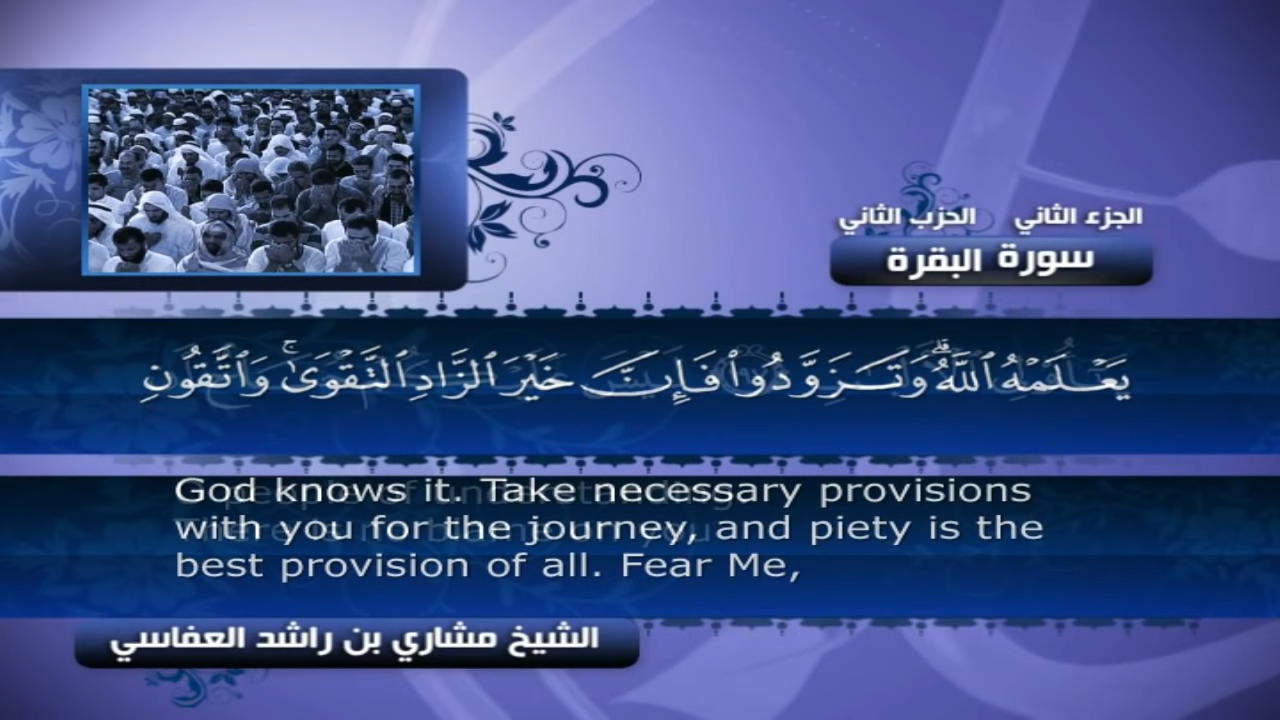 الجزء الثاني الحزب الثاني
سورة البقرة
يَعْلَمْهُ ٱللَّهُ ۗ وَتَزَوَّدُوا۟ فَإِنَّ خَيْرَ ٱلزَّادِ ٱلتَّقْوَىٰ ۚ وَٱتَّقُونِ
God knows it. Take necessary provisions
with you for the journey, and piety is the
best provision of all. Fear Me,
الشيخ مشاري بن راشد العفاسي